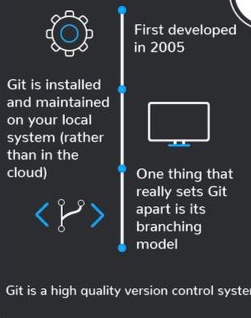 First developed
in 2005
Git is installed
and maintained
on your local
system (rather
than in the
cloud)
One thing that
really sets Git
apart is its
branching
model
Git is a high quality version control